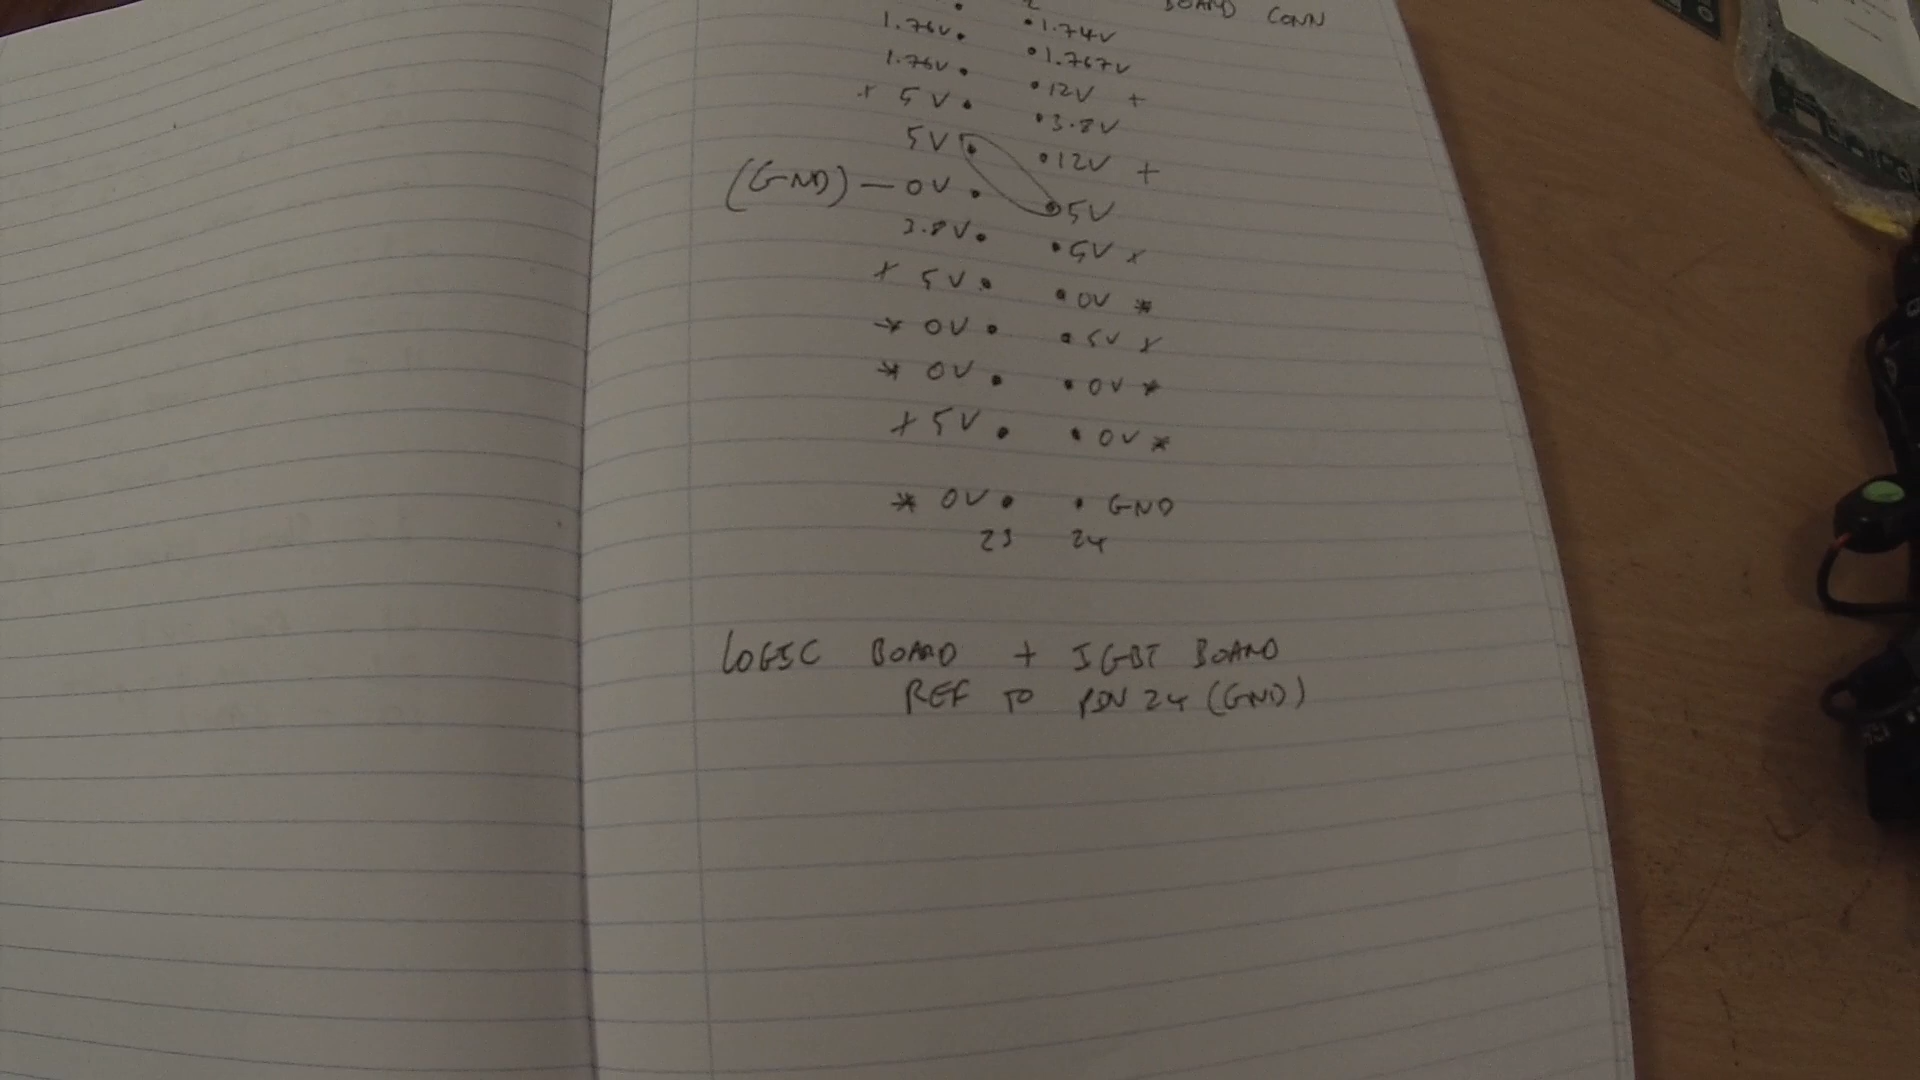 2 BOARD CONN
1.76V. •1.74V
1.76V. •1.767V
+ 5V. •12V +
5V • •3.8V
(GND) — 0V • •12V +
3.8V. •5V
+ 5V. •5V x
* 0V • •0V *
* 0V • •5V x
+ 5V • •0V *
•0V *
* 0V • • GND
23 24
LOGIC BOARD + IGBT BOARD
REF TO PIN 24 (GND)